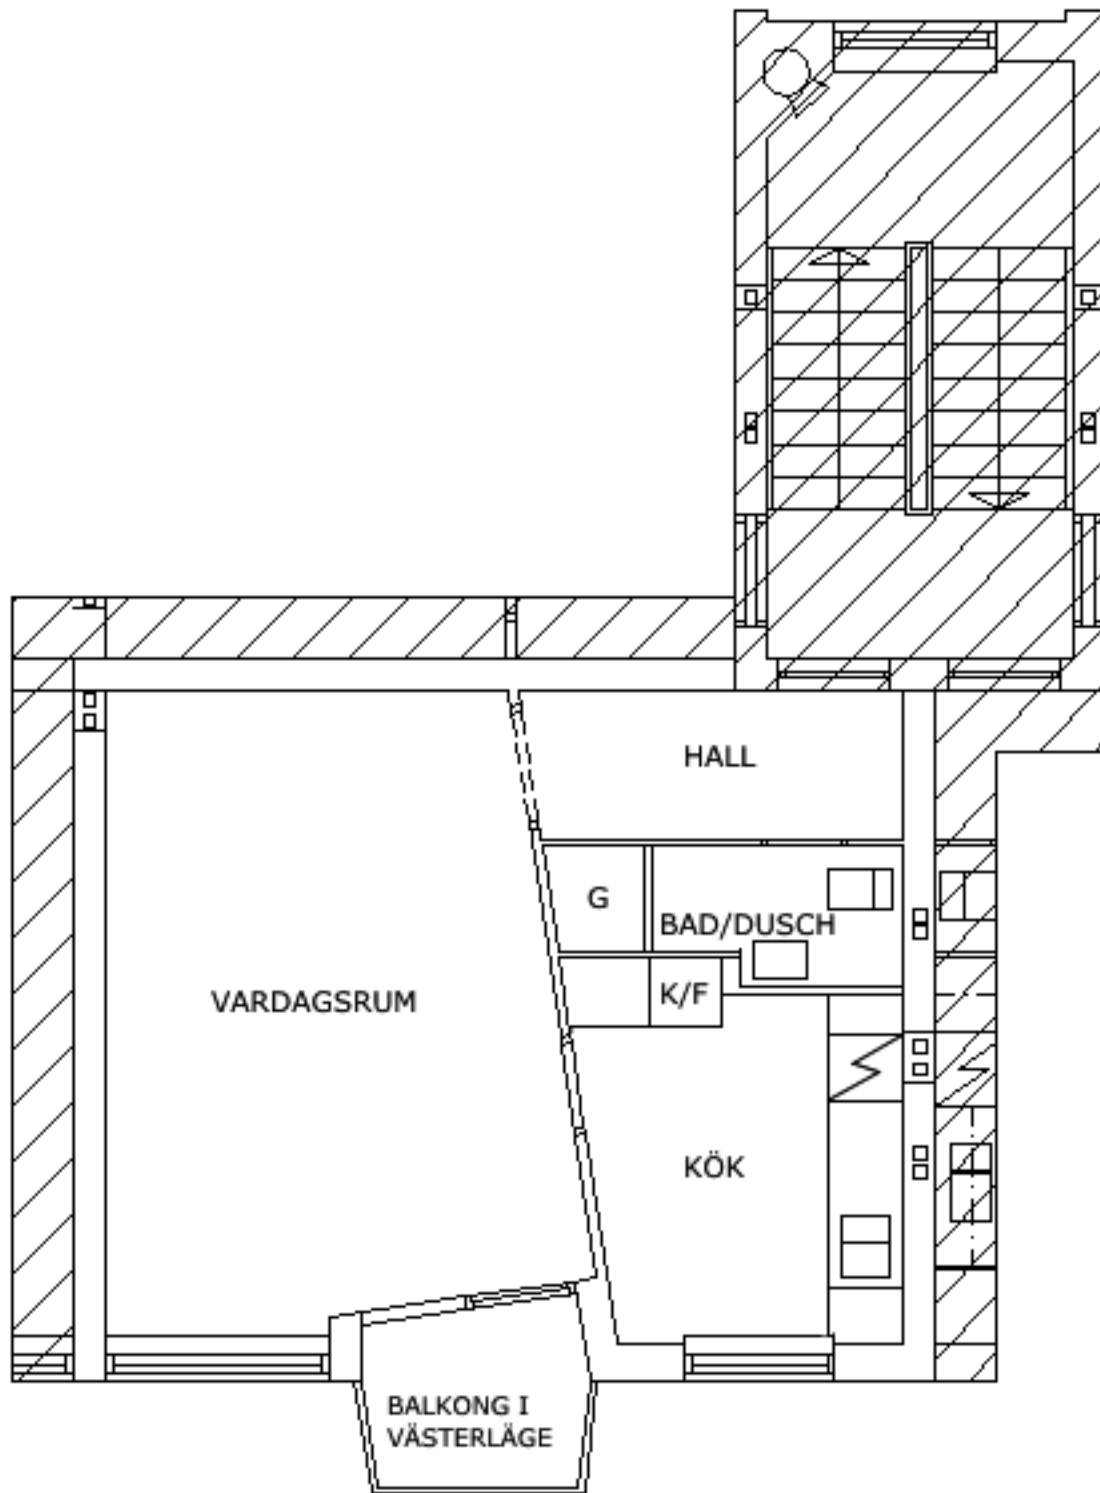 HALL
G
BAD/DUSCH
VARDAGSRUM
K/F
KÖK
BALKONG I
VÄSTERLÄGE